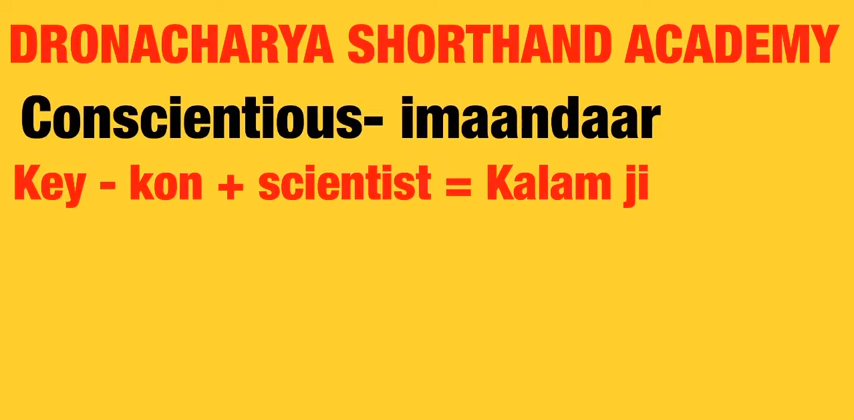 DRONACHARYA SHORTHAND ACADEMY
Conscientious- imaandaar
Key - kon + scientist = Kalam ji